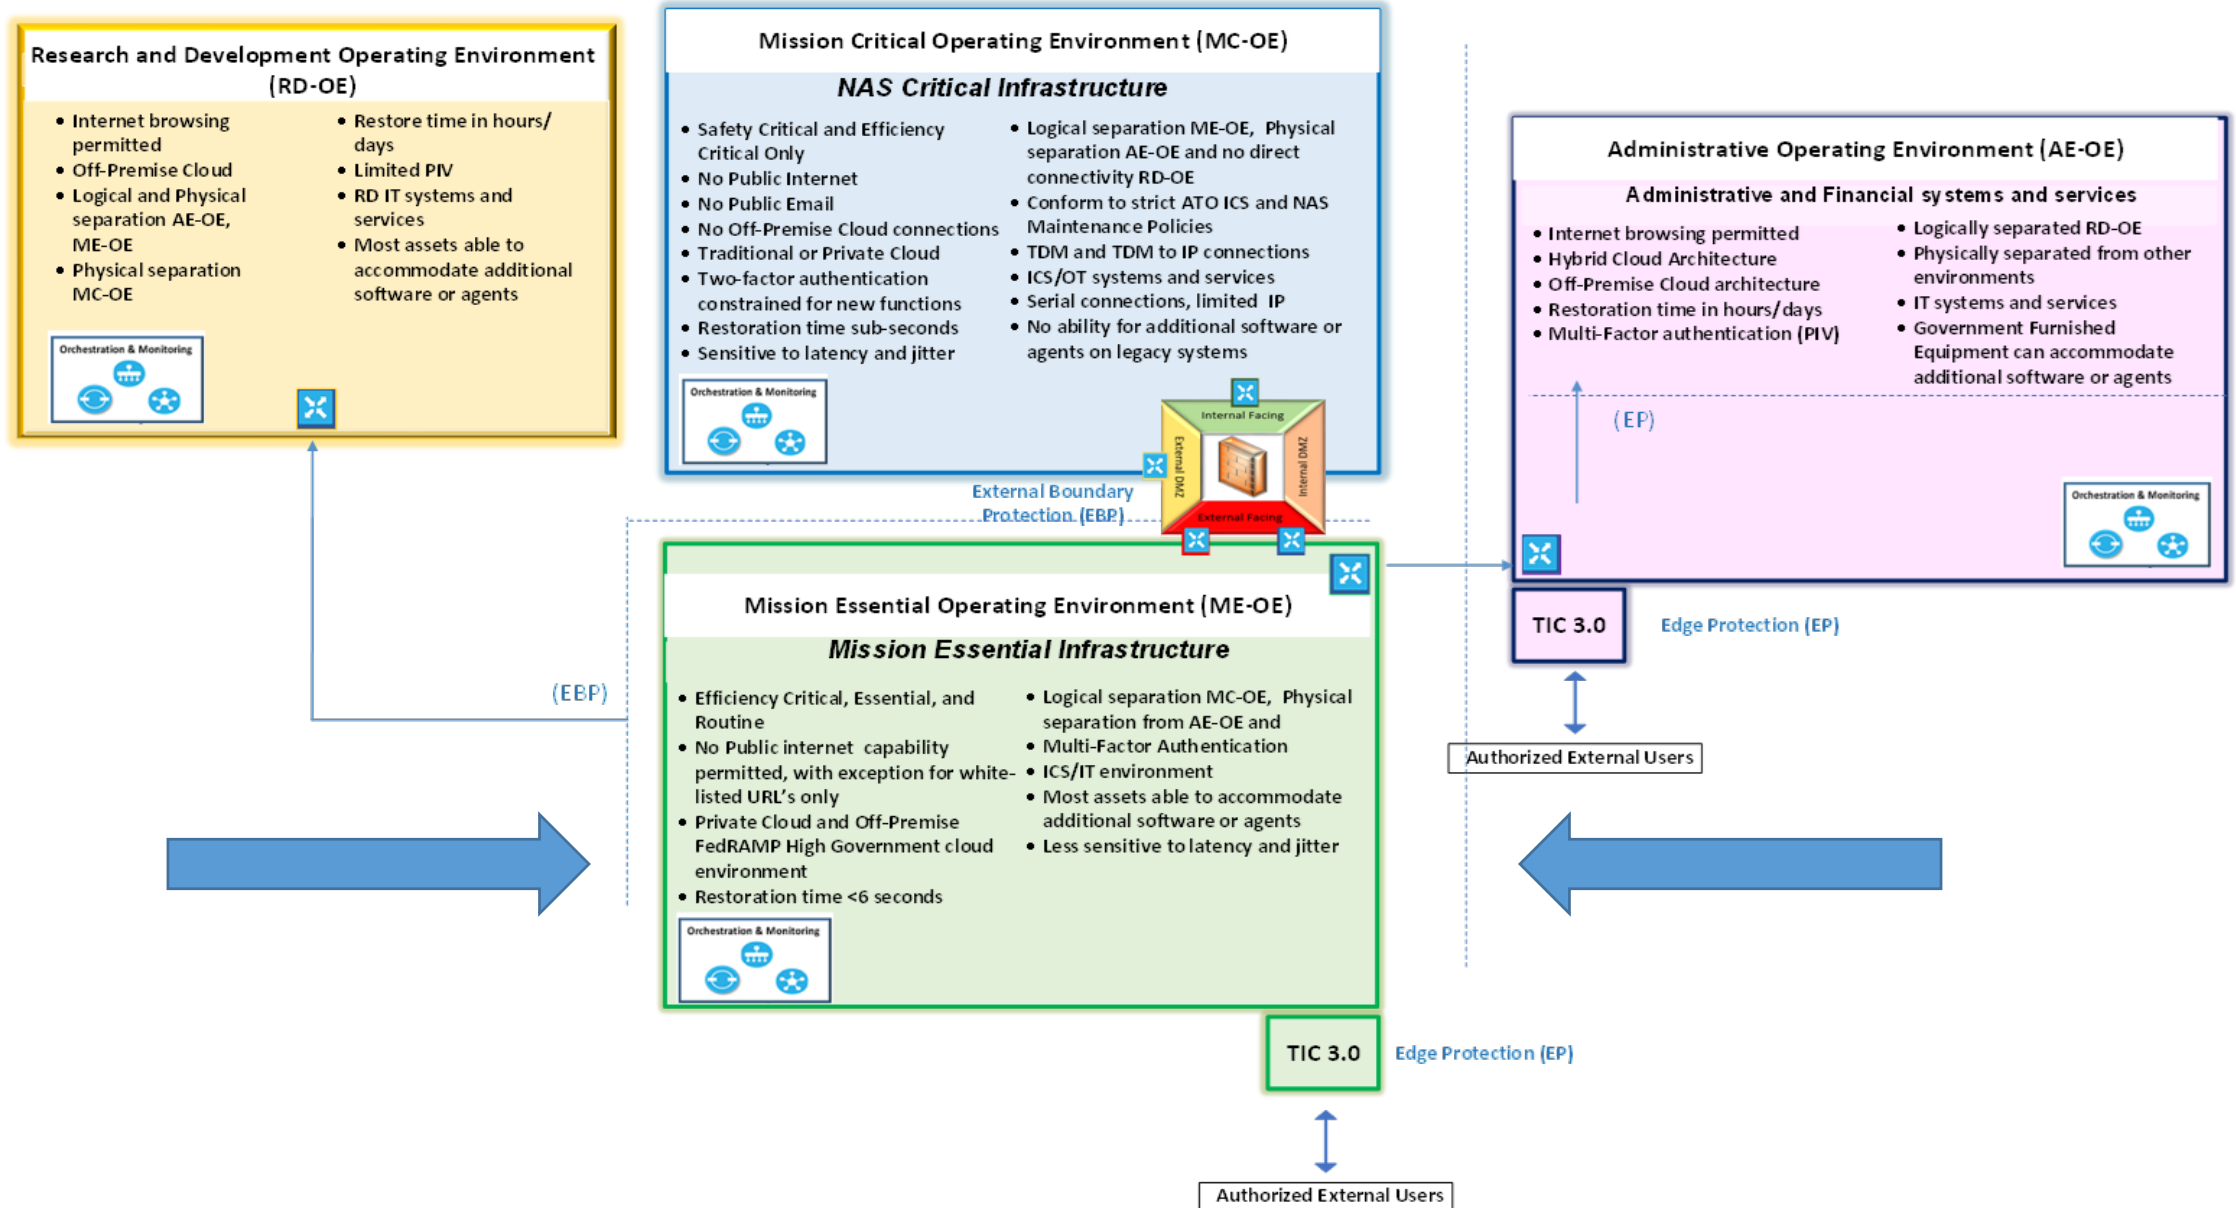 Research and Development Operating Environment
(RD-OE)
• Internet browsing
permitted
• Off-Premise Cloud
• Logical and Physical
separation AE-OE,
ME-OE
• Physical separation
MC-OE
• Restore time in hours/
days
• Limited PIV
• RD IT systems and
services
• Most assets able to
accommodate additional
software or agents
Orchestration & Monitoring
Mission Critical Operating Environment (MC-OE)
NAS Critical Infrastructure
• Safety Critical and Efficiency
Critical Only
• No Public Internet
• No Public Email
• No Off-Premise Cloud connections
• Traditional or Private Cloud
• Two-factor authentication
constrained for new functions
• Restoration time sub-seconds
• Sensitive to latency and jitter
• Logical separation ME-OE, Physical
separation AE-OE and no direct
connectivity RD-OE
• Conform to strict ATO ICS and NAS
Maintenance Policies
• TDM and TDM to IP connections
• ICS/OT systems and services
• Serial connections, limited IP
• No ability for additional software or
agents on legacy systems
Orchestration & Monitoring
Internal Facing
External DMZ
Internal DMZ
External Facing
External Boundary
Protection (EBP)
Administrative Operating Environment (AE-OE)
Administrative and Financial systems and services
• Internet browsing permitted
• Hybrid Cloud Architecture
• Off-Premise Cloud architecture
• Restoration time in hours/days
• Multi-Factor authentication (PIV)
• Logically separated RD-OE
• Physically separated from other
environments
• IT systems and services
• Government Furnished
Equipment can accommodate
additional software or agents
(EP)
Orchestration & Monitoring
TIC 3.0
Edge Protection (EP)
Authorized External Users
(EBP)
Mission Essential Operating Environment (ME-OE)
Mission Essential Infrastructure
• Efficiency Critical, Essential, and
Routine
• No Public internet capability
permitted, with exception for white-
listed URL's only
• Private Cloud and Off-Premise
FedRAMP High Government cloud
environment
• Restoration time <6 seconds
• Logical separation MC-OE, Physical
separation from AE-OE and
• Multi-Factor Authentication
• ICS/IT environment
• Most assets able to accommodate
additional software or agents
• Less sensitive to latency and jitter
Orchestration & Monitoring
TIC 3.0
Edge Protection (EP)
Authorized External Users